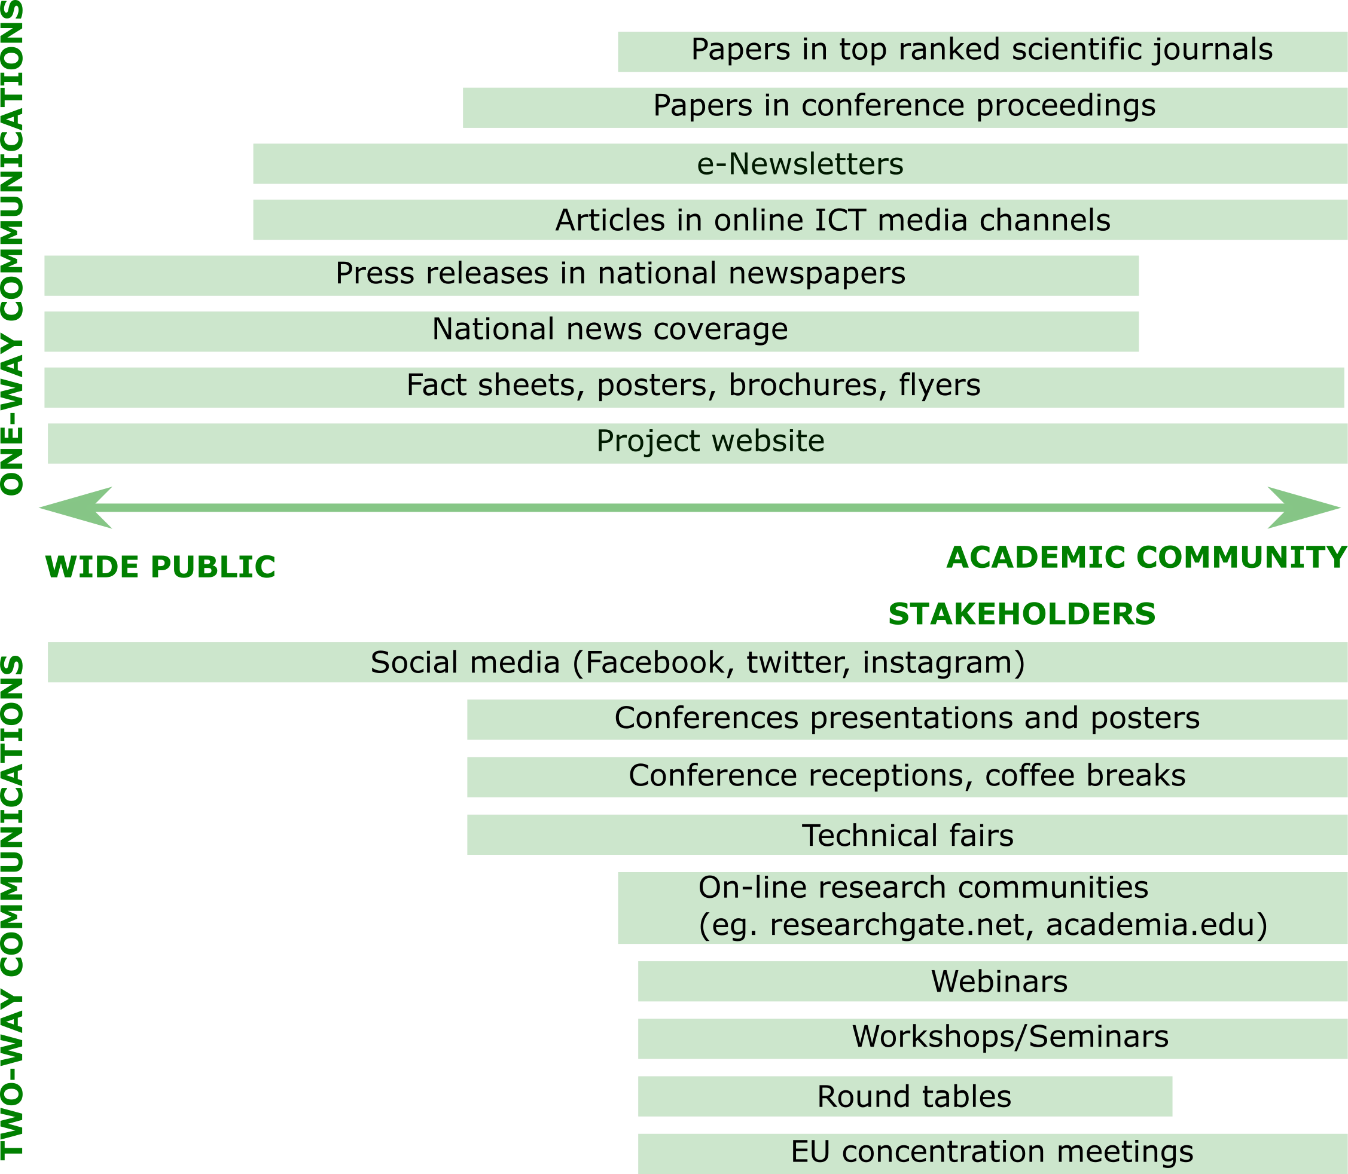 ONE-WAY COMMUNICATIONS
Papers in top ranked scientific journals
Papers in conference proceedings
e-Newsletters
Articles in online ICT media channels
Press releases in national newspapers
National news coverage
Fact sheets, posters, brochures, flyers
Project website
WIDE PUBLIC
ACADEMIC COMMUNITY
STAKEHOLDERS
TWO-WAY COMMUNICATIONS
Social media (Facebook, twitter, instagram)
Conferences presentations and posters
Conference receptions, coffee breaks
Technical fairs
On-line research communities
(eg. researchgate.net, academia.edu)
Webinars
Workshops/Seminars
Round tables
EU concentration meetings